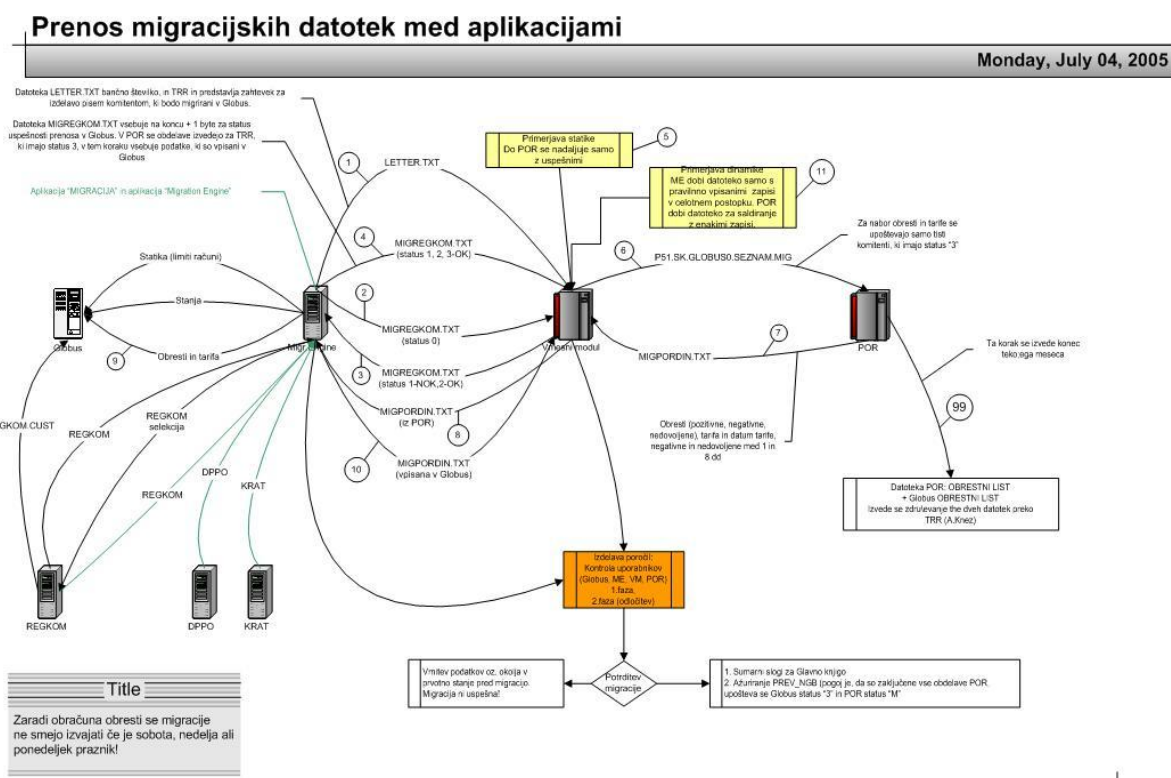 Prenos migracijskih datotek med aplikacijami
Monday, July 04, 2005
Datoteka LETTER.TXT bančno številko, in TRR in predstavlja zahtevek za
izdelavo pisem komitentom, ki bodo migrirani v Globus.
Datoteka MIGREGKOM.TXT vsebuje na koncu + 1 byte za status
uspešnosti prenosa v Globus. V POR se obdelave izvedejo za TRR,
ki imajo status 3, v tem koraku vsebuje podatke, ki so vpisani v
Globus
Aplikacija "MIGRACIJA" in aplikacija "Migration Engine"
1
LETTER.TXT
Primerjava statike
Do POR se nadaljuje samo
z uspešnimi
5
Primerjava dinamike
ME dobi datoteko samo s
pravilno vpisanimi zapisi
v celotnem postopku. POR
dobi datoteko za saldiranje
z enakimi zapisi.
11
Za nabor obresti in tarife se
upoštevajo samo tisti
komitenti, ki imajo status "3"
4
MIGREGKOM.TXT
(status 1, 2, 3-OK)
6
P51.SK.GLOBUS0.SEZNAM.MIG
Statika (limiti računi)
Stanja
Obresti in tarifa
9
Globus
Migr.Engine
2
MIGREGKOM.TXT
(status 0)
3
MIGREGKOM.TXT
(status 1-NOK,2-OK)
Vmesni modul
7
MIGPORDIN.TXT
POR
Ta korak se izvede konec
tekočega meseca
99
MIGPORDIN.TXT
(iz POR)
8
10
MIGPORDIN.TXT
(vpisana v Globus)
Obresti (pozitivne, negativne,
nedovoljene), tarifa in datum tarife,
negativne in nedovoljene med 1 in
8.dd
GKOM.CUST
REGKOM
REGKOM
selekcija
REGKOM
DPPO
KRAT
Datoteka POR: OBRESTNI LIST
+ Globus OBRESTNI LIST
Izvede se združevanje the dveh datotek preko
TRR (A.Knez)
Izdelava poročil:
Kontrola uporabnikov
(Globus, ME, VM, POR)
1.faza,
2.faza (odločitev)
REGKOM
DPPO
KRAT
Vrnitev podatkov oz. okolja v
prvotno stanje pred migracijo.
Migracija ni uspešna!
Potrditev
migracije
1. Sumarni slogi za Glavno knjigo
2. Ažuriranje PREV_NGB (pogoj je, da so zaključene vse obdelave POR.
upošteva se Globus status "3" in POR status "M"
Title
Zaradi obračuna obresti se migracije
ne smejo izvajati če je sobota, nedelja ali
ponedeljek praznik!